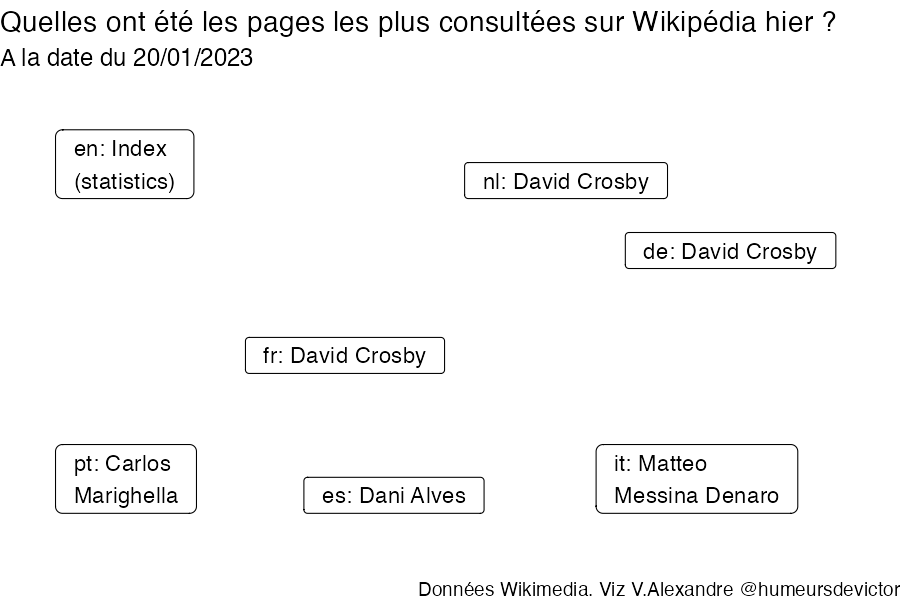 Quelles ont été les pages les plus consultées sur Wikipédia hier ?
A la date du 20/01/2023
en: Index
(statistics)
nl: David Crosby
de: David Crosby
fr: David Crosby
pt: Carlos
Marighella
es: Dani Alves
it: Matteo
Messina Denaro
Données Wikimedia. Viz V.Alexandre @humeursdevictor